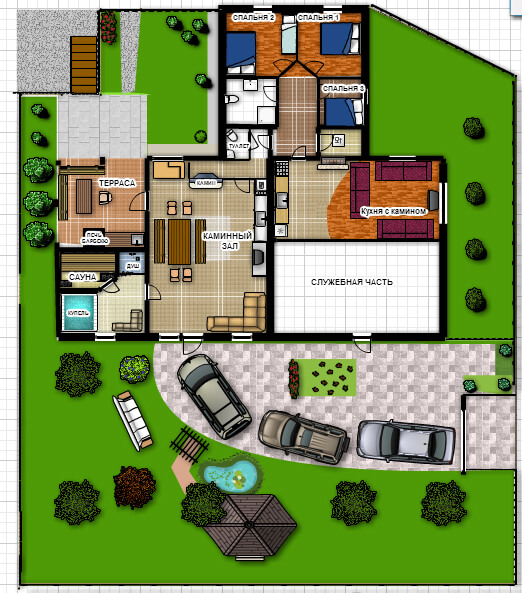 СПАЛЬНЯ 2
СПАЛЬНЯ 1
СПАЛЬНЯ 3
ТУАЛЕТ
ТЕРРАСА
КАМИН
Кухня с камином
ПЕЧЬ
БАРБЕКЮ
КАМИННЫЙ
ЗАЛ
САУНА
ДУШ
СЛУЖЕБНАЯ ЧАСТЬ
КУПЕЛЬ